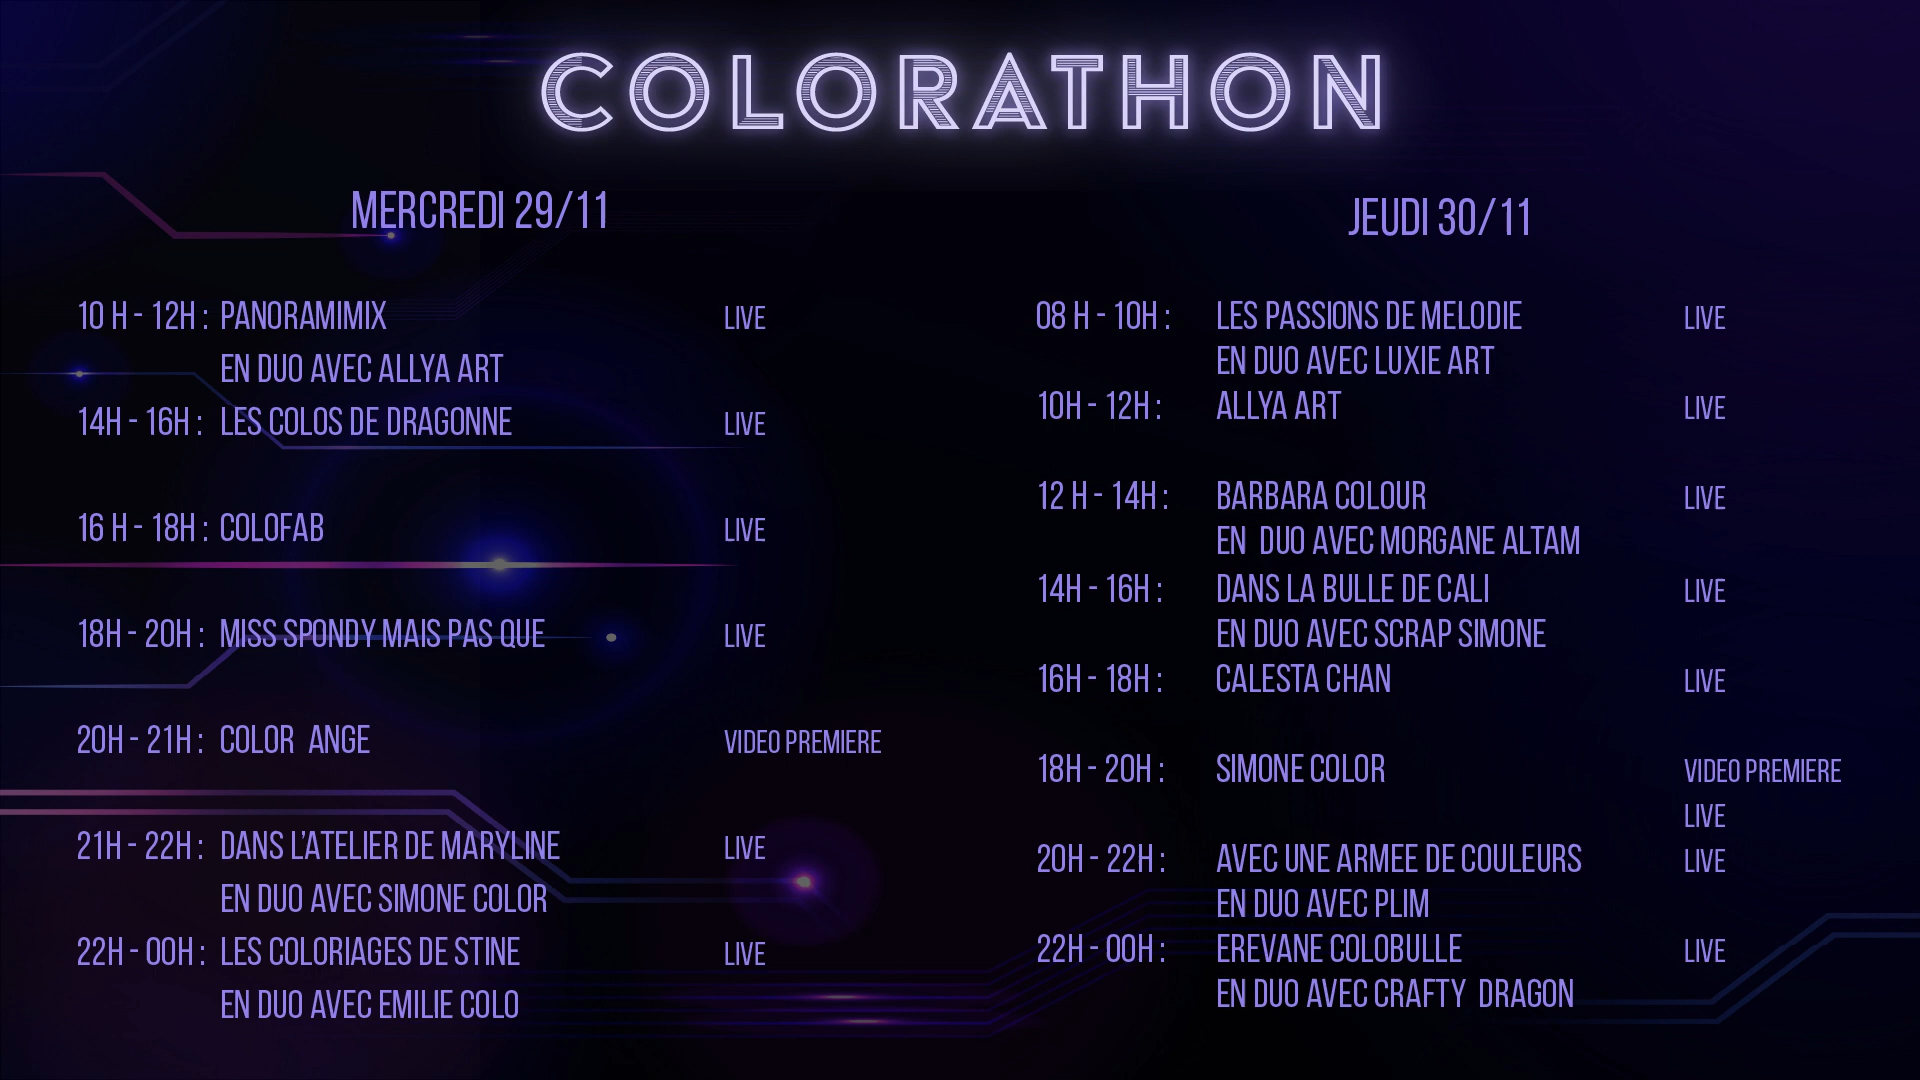 COLORATHON
MERCREDI 29/11
10 H - 12H : PANORAMIMIX LIVE
EN DUO AVEC ALLYA ART
14H - 16H : LES COLOS DE DRAGONNE LIVE
16 H - 18H : COLOFAB LIVE
18H - 20H : MISS SPONDY MAIS PAS QUE LIVE
20H - 21H : COLOR ANGE VIDEO PREMIERE
21H - 22H : DANS L'ATELIER DE MARYLINE LIVE
EN DUO AVEC SIMONE COLOR
22H - 00H : LES COLORIAGES DE STINE LIVE
EN DUO AVEC EMILIE COLO
JEUDI 30/11
08 H - 10H : LES PASSIONS DE MELODIE LIVE
EN DUO AVEC LUXIE ART
10H - 12H : ALLYA ART LIVE
12 H - 14H : BARBARA COLOUR LIVE
EN DUO AVEC MORGANE ALTAM
14H - 16H : DANS LA BULLE DE CALI LIVE
EN DUO AVEC SCRAP SIMONE
16H - 18H : CALESTA CHAN LIVE
18H - 20H : SIMONE COLOR VIDEO PREMIERE
LIVE
20H - 22H : AVEC UNE ARMEE DE COULEURS LIVE
EN DUO AVEC PLIM
22H - 00H : EREVANE COLOBULLE LIVE
EN DUO AVEC CRAFTY DRAGON